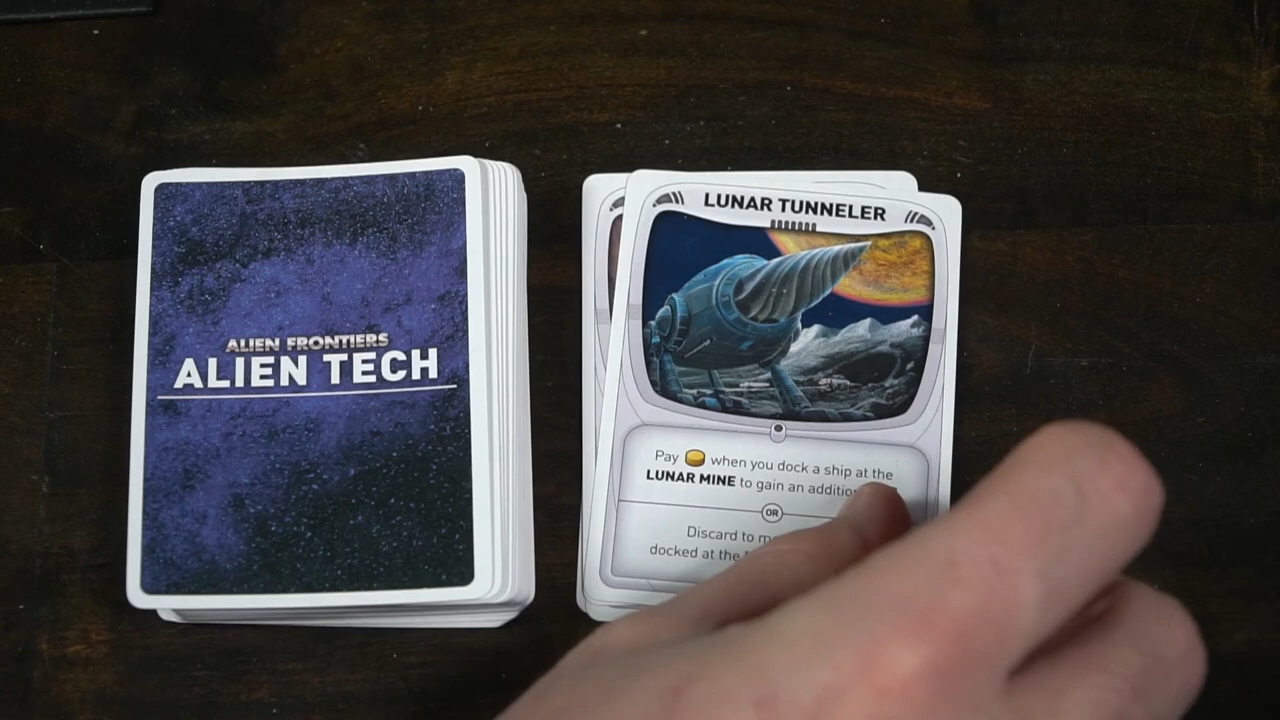 ALIEN FRONTIERS
ALIEN TECH
LUNAR TUNNELER
Pay when you dock a ship at the
LUNAR MINE to gain an
OR
Discard to
docked at the